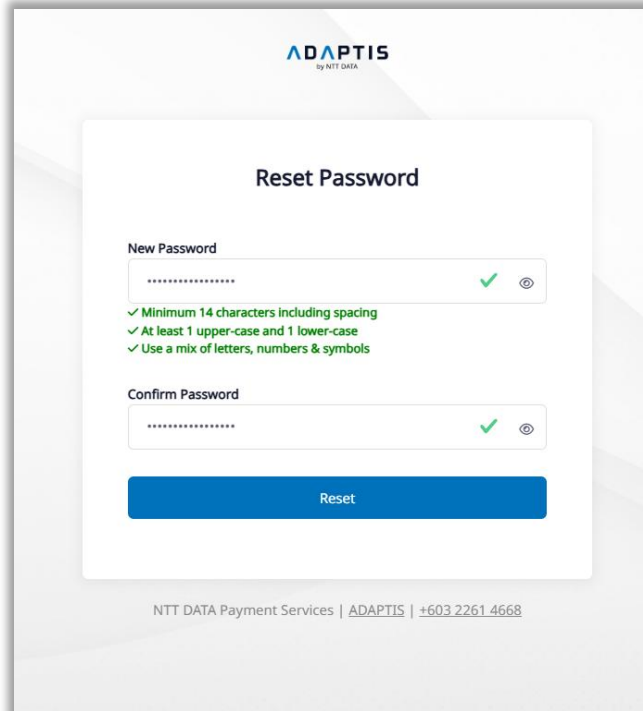 ADAPTIS
by NTT DATA
Reset Password
New Password
•••••••••••••••••
Minimum 14 characters including spacing
At least 1 upper-case and 1 lower-case
Use a mix of letters, numbers & symbols
Confirm Password
•••••••••••••••••
Reset
NTT DATA Payment Services | ADAPTIS | +603 2261 4668